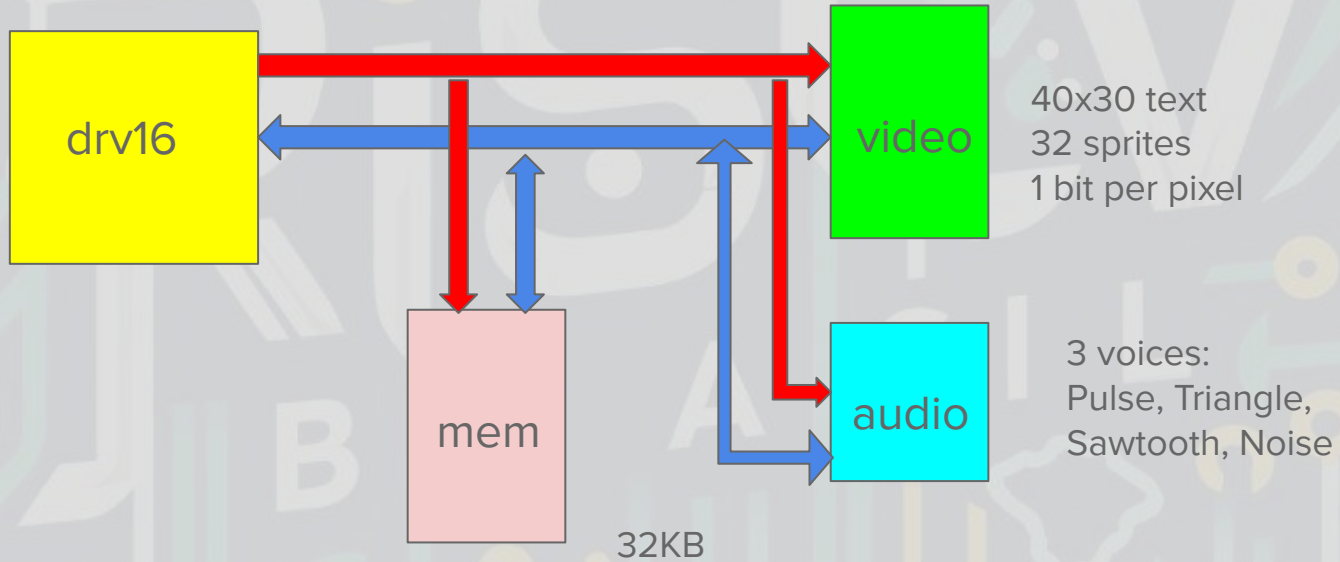 drv16
video
40x30 text
32 sprites
1 bit per pixel
mem
audio
3 voices:
Pulse, Triangle,
Sawtooth, Noise
32KB